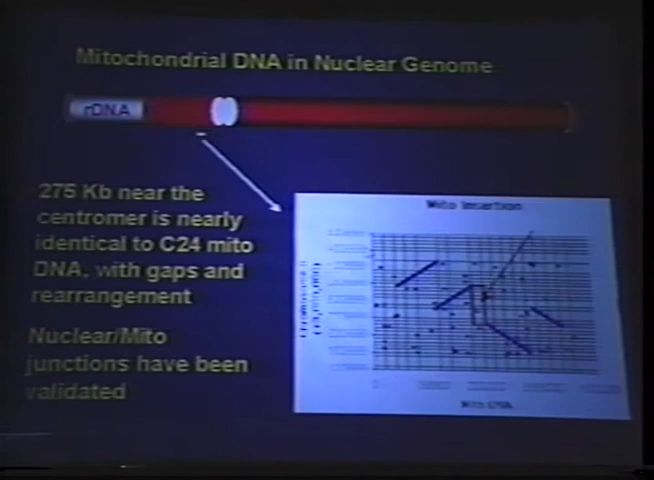 Mitochondrial DNA in Nuclear Genome
rDNA
275 Kb near the
centromer is nearly
identical to C24 mito
DNA, with gaps and
rearrangement
Nuclear/Mito
junctions have been
validated
Mito Insertion
Mito DNA